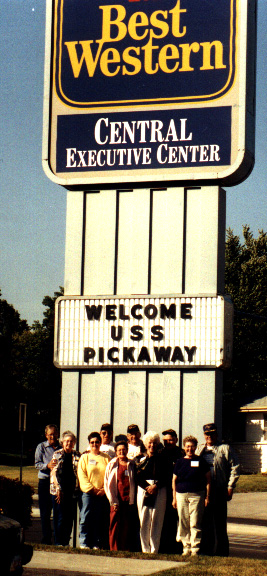 Best
Western
CENTRAL
EXECUTIVE CENTER
WELCOME
USS
PICKAWAY